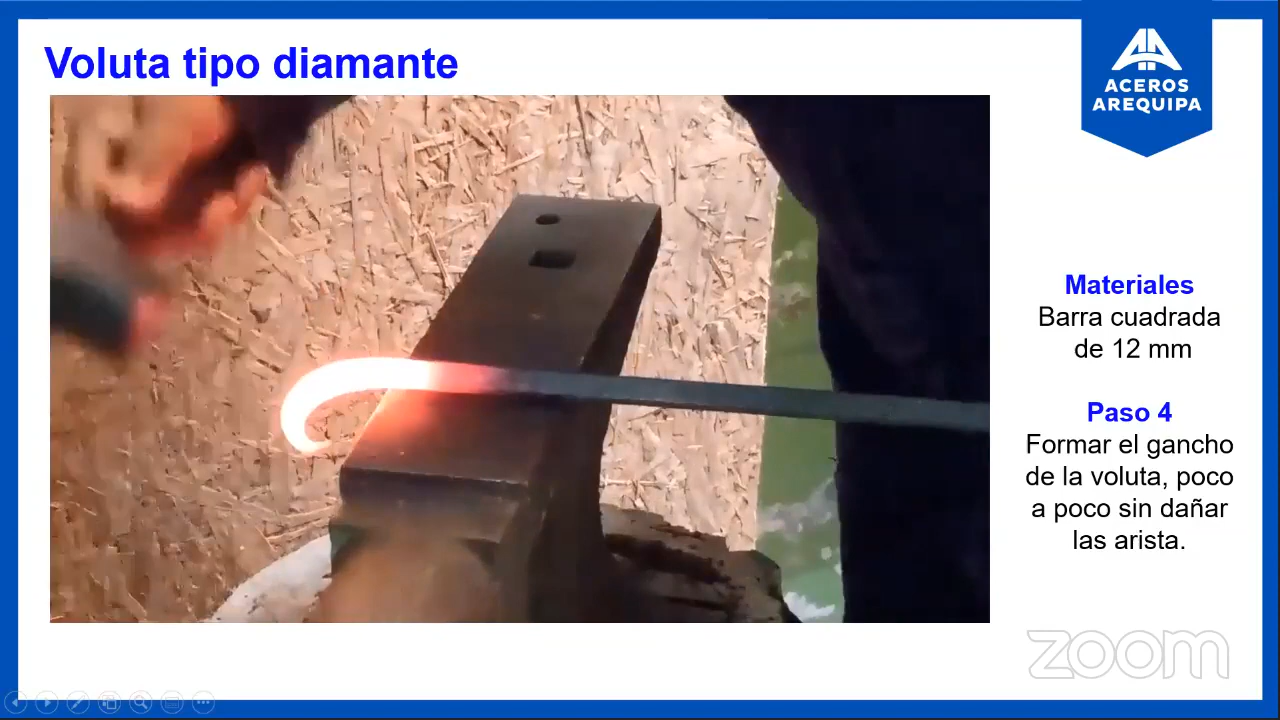 Voluta tipo diamante
ACEROS
AREQUIPA
Materiales
Barra cuadrada
de 12 mm
Paso 4
Formar el gancho
de la voluta, poco
a poco sin dañar
las arista.
zoom